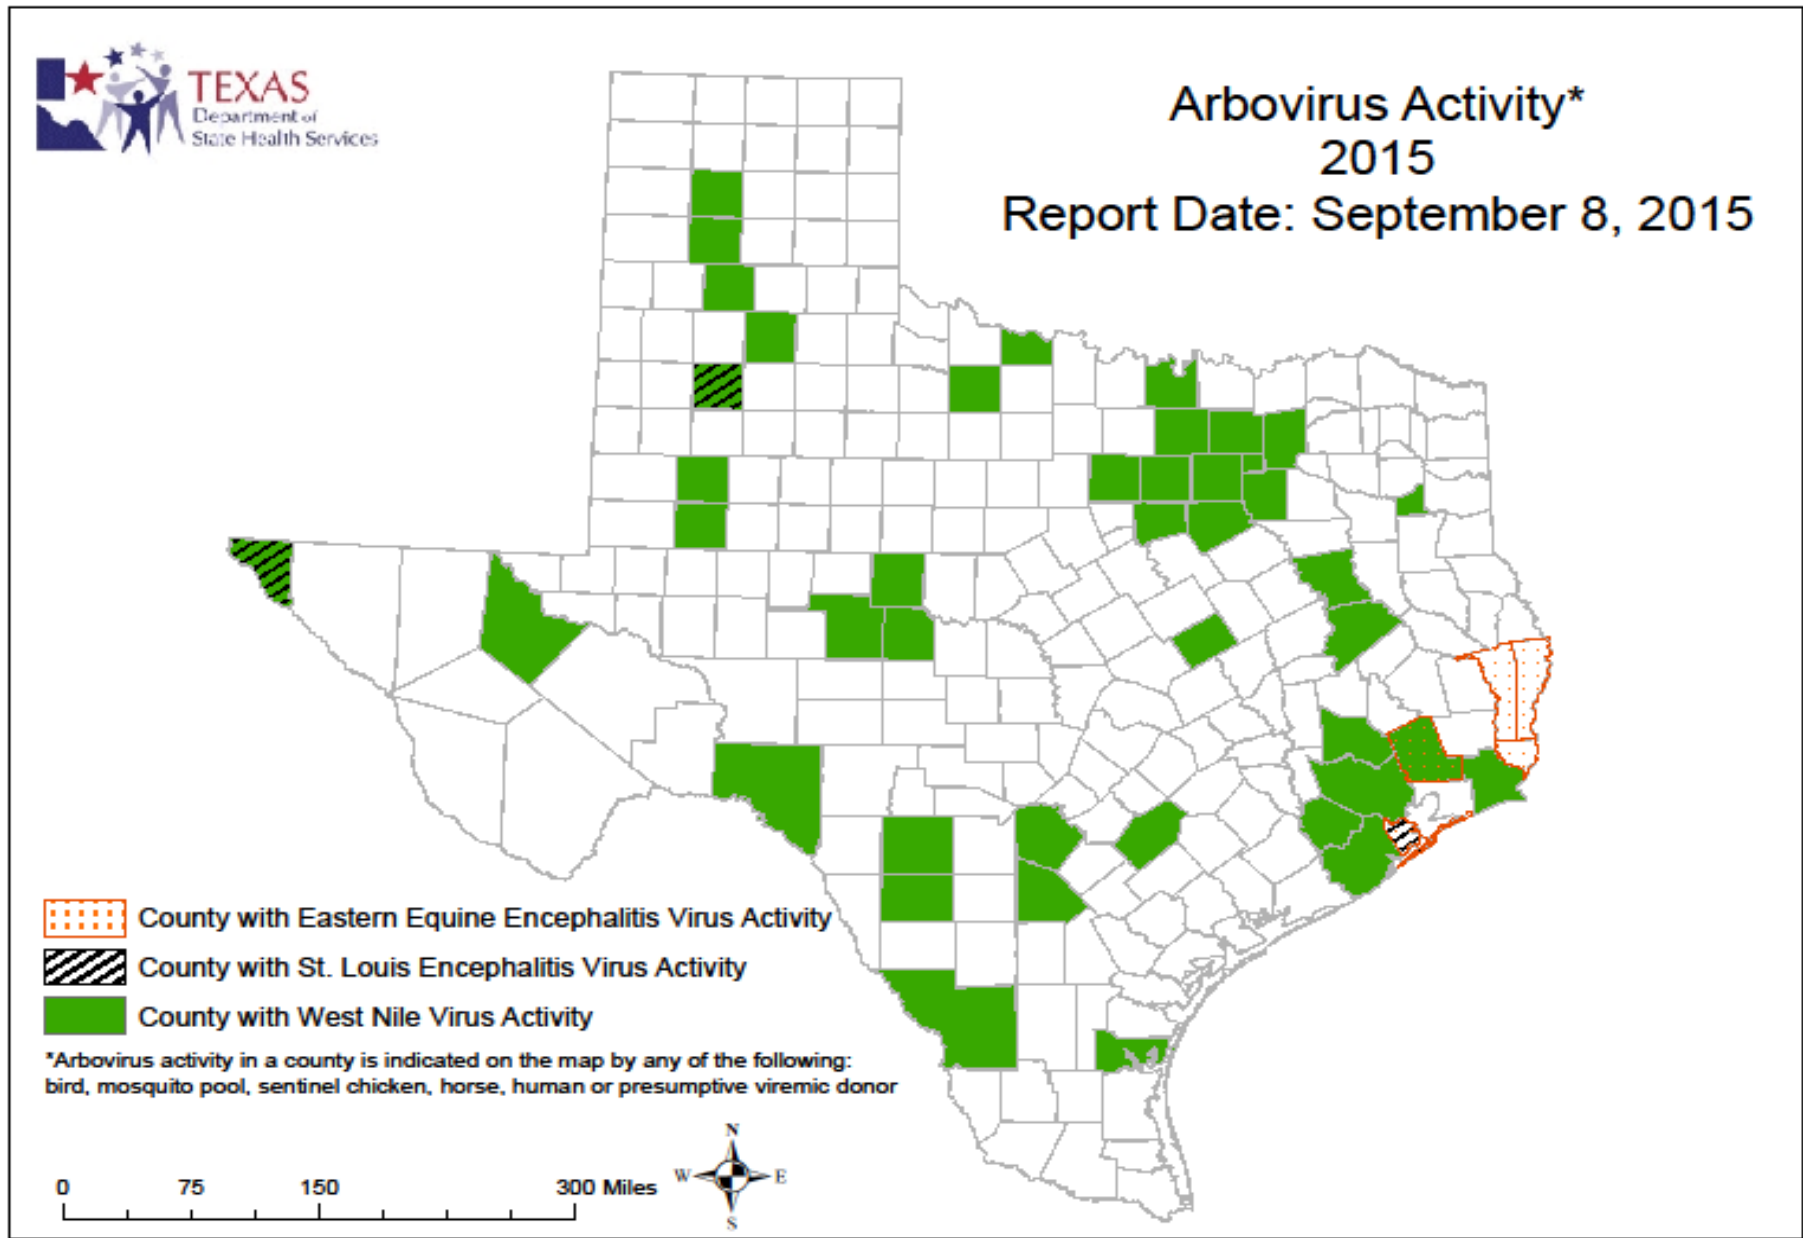 TEXAS
Department of
State Health Services
Arbovirus Activity*
2015
Report Date: September 8, 2015
County with Eastern Equine Encephalitis Virus Activity
County with St. Louis Encephalitis Virus Activity
County with West Nile Virus Activity
*Arbovirus activity in a county is indicated on the map by any of the following:
bird, mosquito pool, sentinel chicken, horse, human or presumptive viremic donor
0 75 150 300 Miles
N
W E
S